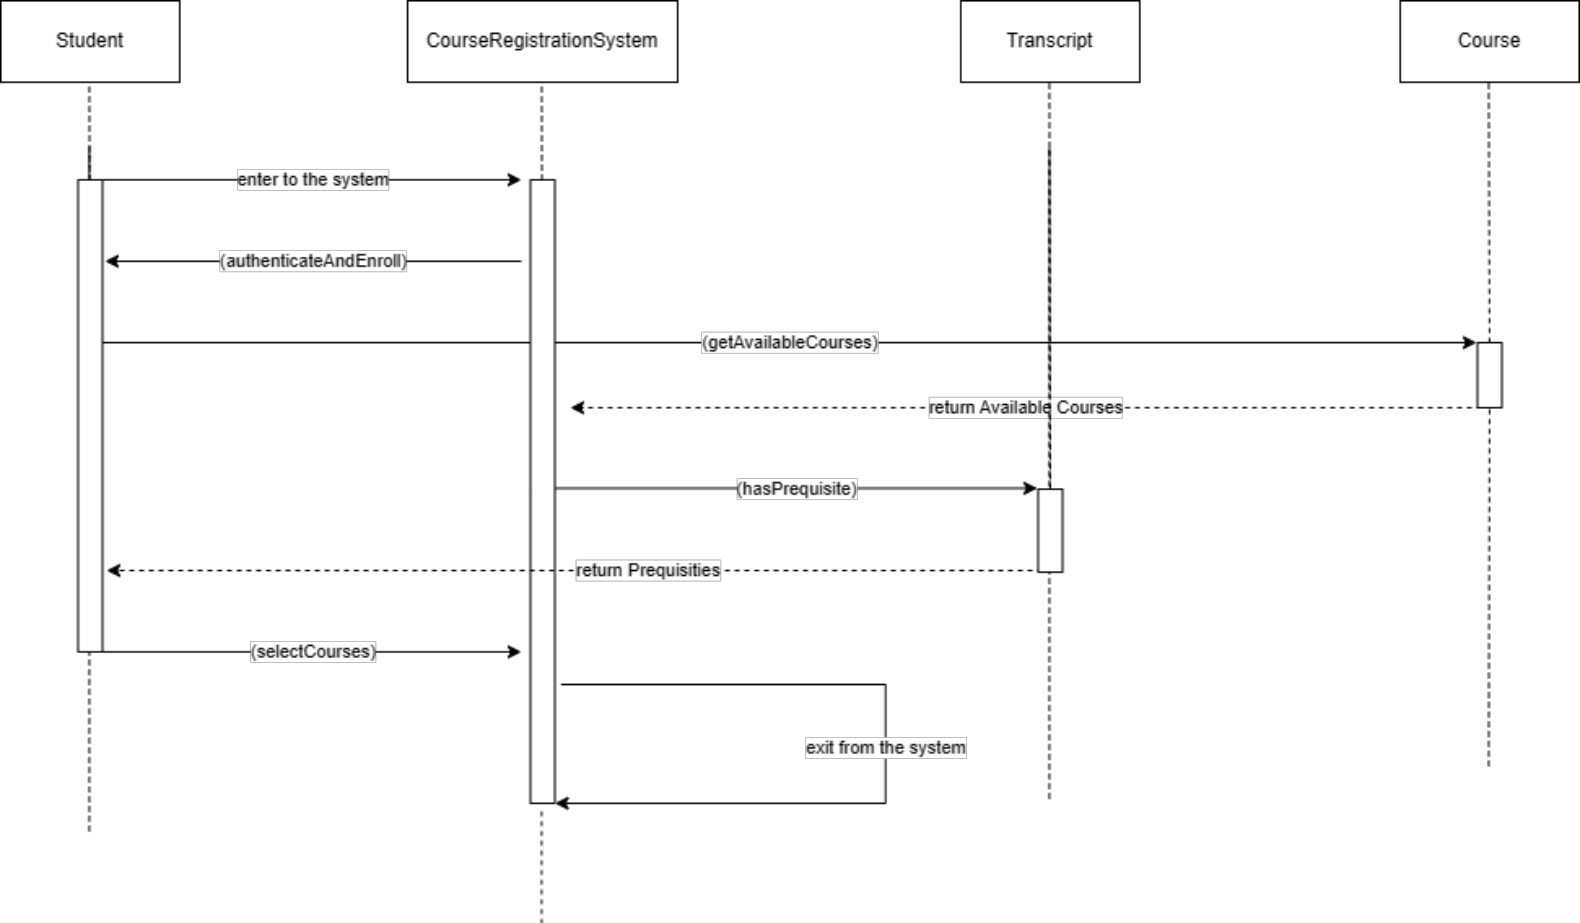 Student
CourseRegistrationSystem
Transcript
Course
enter to the system
(authenticateAndEnroll)
(getAvailableCourses)
return Available Courses
(hasPrequisite)
return Prequisities
(selectCourses)
exit from the system